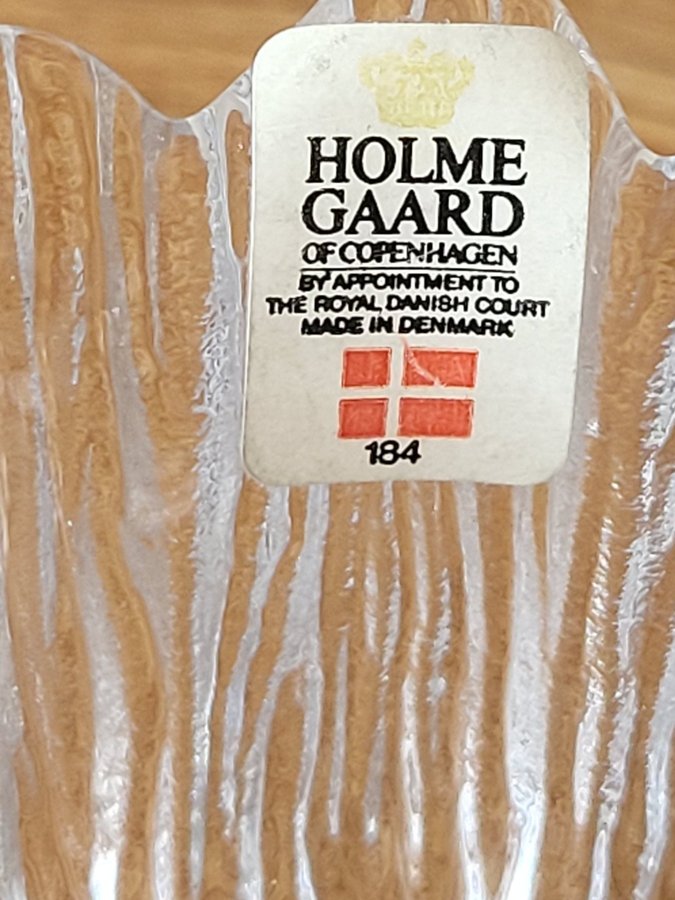 HOLME
GAARD
OF COPENHAGEN
BY APPOINTMENT TO
THE ROYAL DANISH COURT
MADE IN DENMARK
184